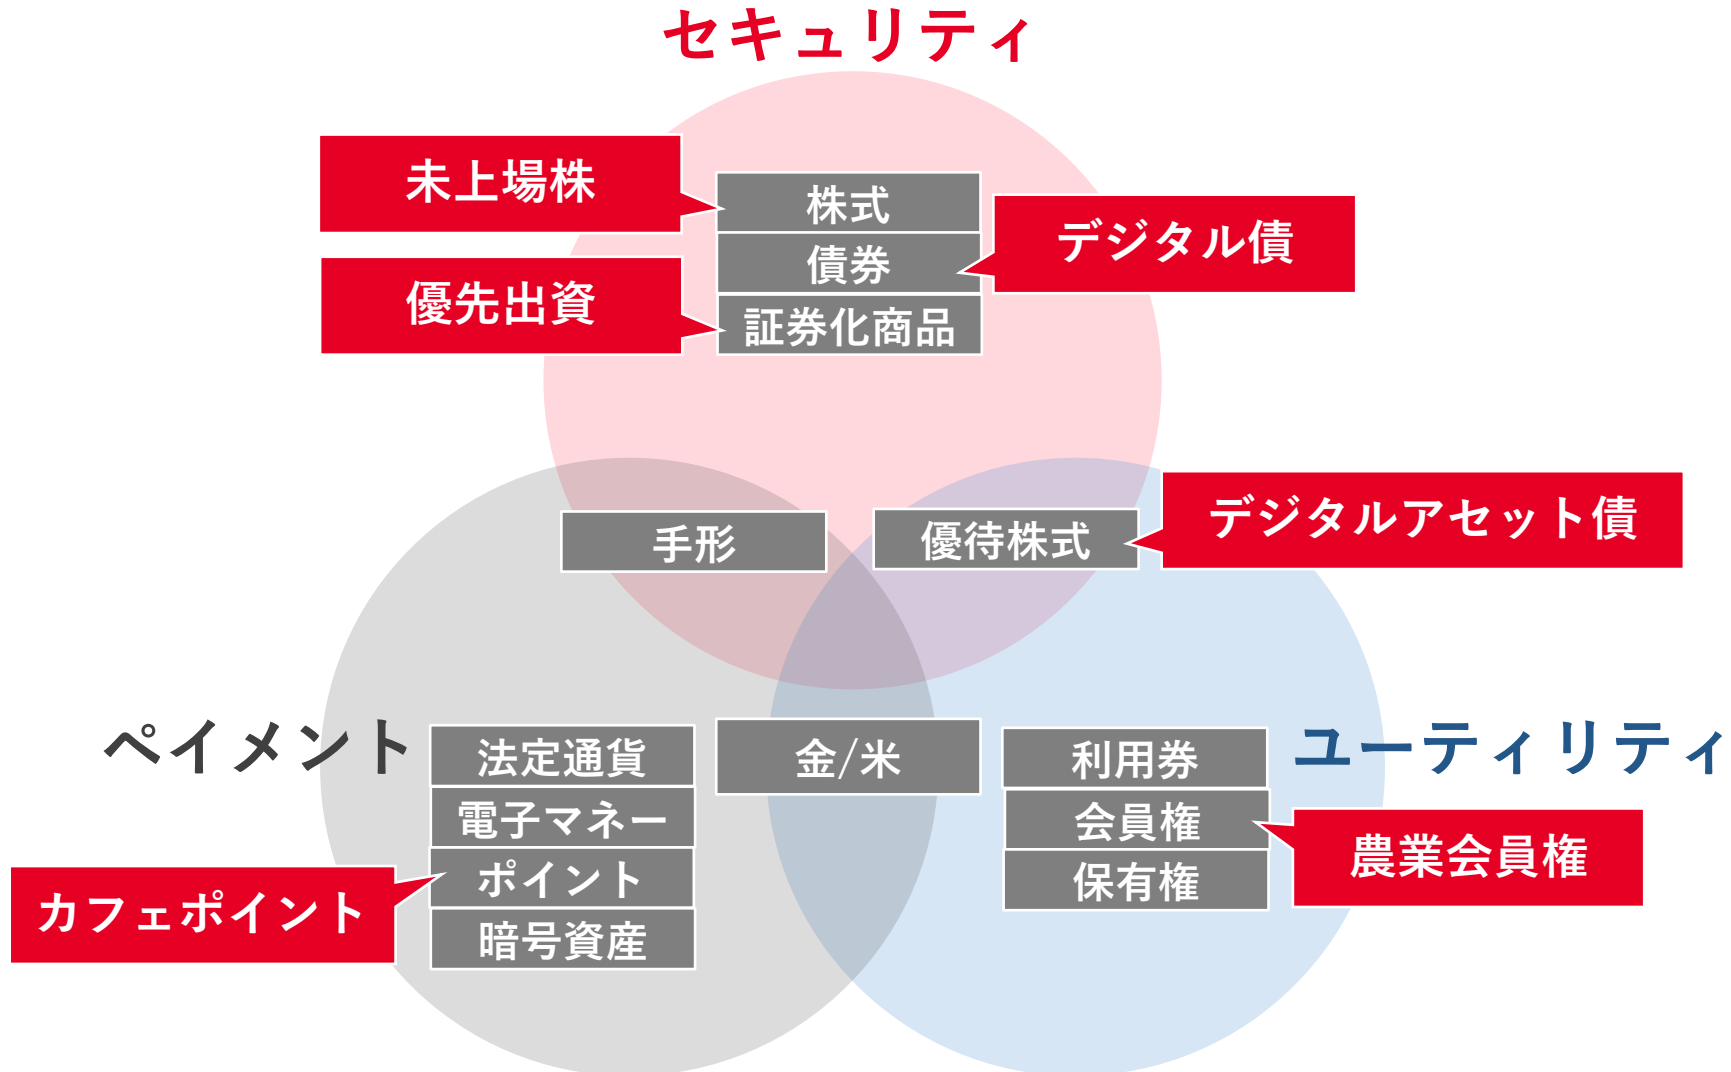 セキュリティ
未上場株
株式
デジタル債
債券
優先出資
証券化商品
手形
優待株式
デジタルアセット債
ペイメント
法定通貨
金/米
利用券
ユーティリティ
電子マネー
会員権
農業会員権
ポイント
保有権
カフェポイント
暗号資産